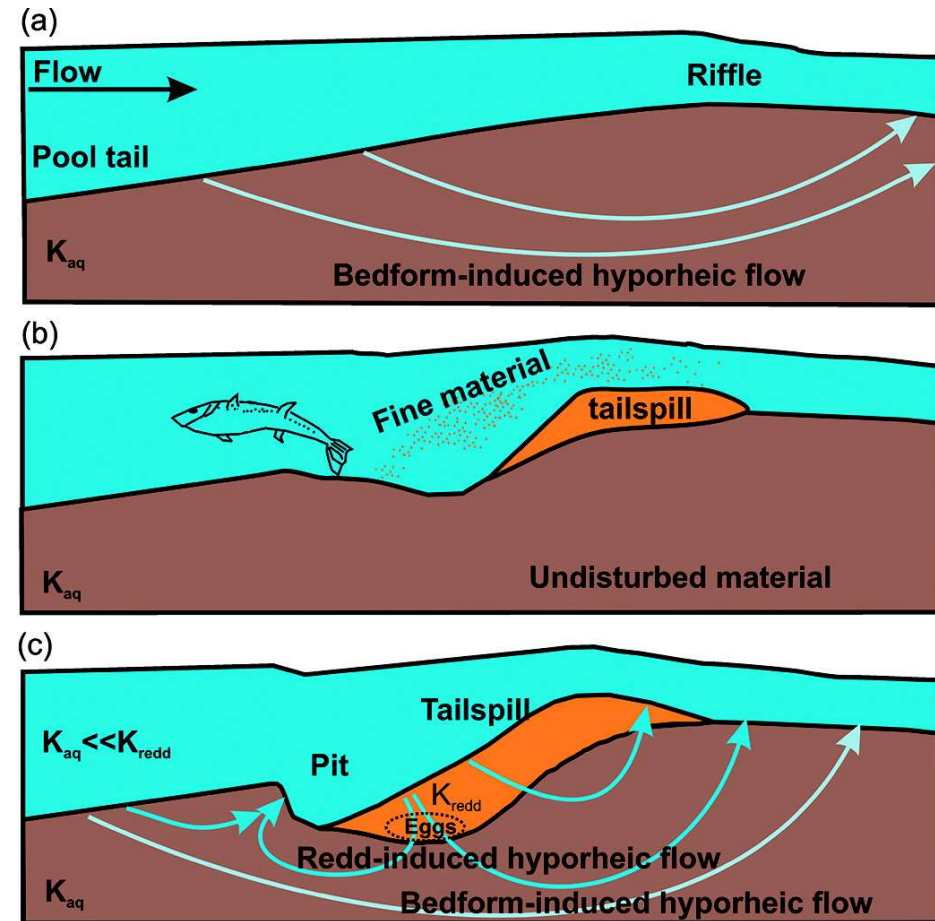 (a)
Flow
Riffle
Pool tail
Kaq
Bedform-induced hyporheic flow
(b)
Fine material
tailspill
Kaq
Undisturbed material
(c)
Tailspill
Kaq<<Kredd
Pit
Kredd
Eggs
Redd-induced hyporheic flow
Kaq
Bedform-induced hyporheic flow